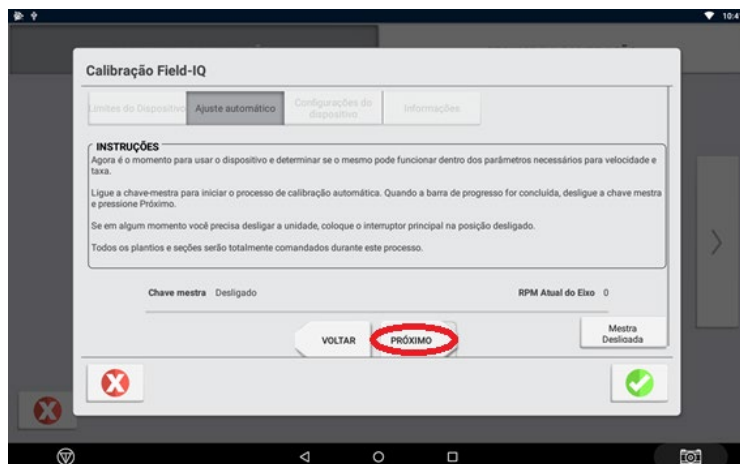 10:4
Calibração Field-IQ
Limites do Dispositivo Ajuste automático Configurações do dispositivo Informações
INSTRUÇÕES
Agora é o momento para usar o dispositivo e determinar se o mesmo pode funcionar dentro dos parâmetros necessários para velocidade e
taxa.
Ligue a chave-mestra para iniciar o processo de calibração automática. Quando a barra de progresso for concluída, desligue a chave mestra
e pressione Próximo.
Se em algum momento você precisa desligar a unidade, coloque o interruptor principal na posição desligado.
Todos os plantios e seções serão totalmente comandados durante este processo.
Chave mestra Desligado RPM Atual do Eixo 0
VOLTAR PRÓXIMO
Mestra
Desligada